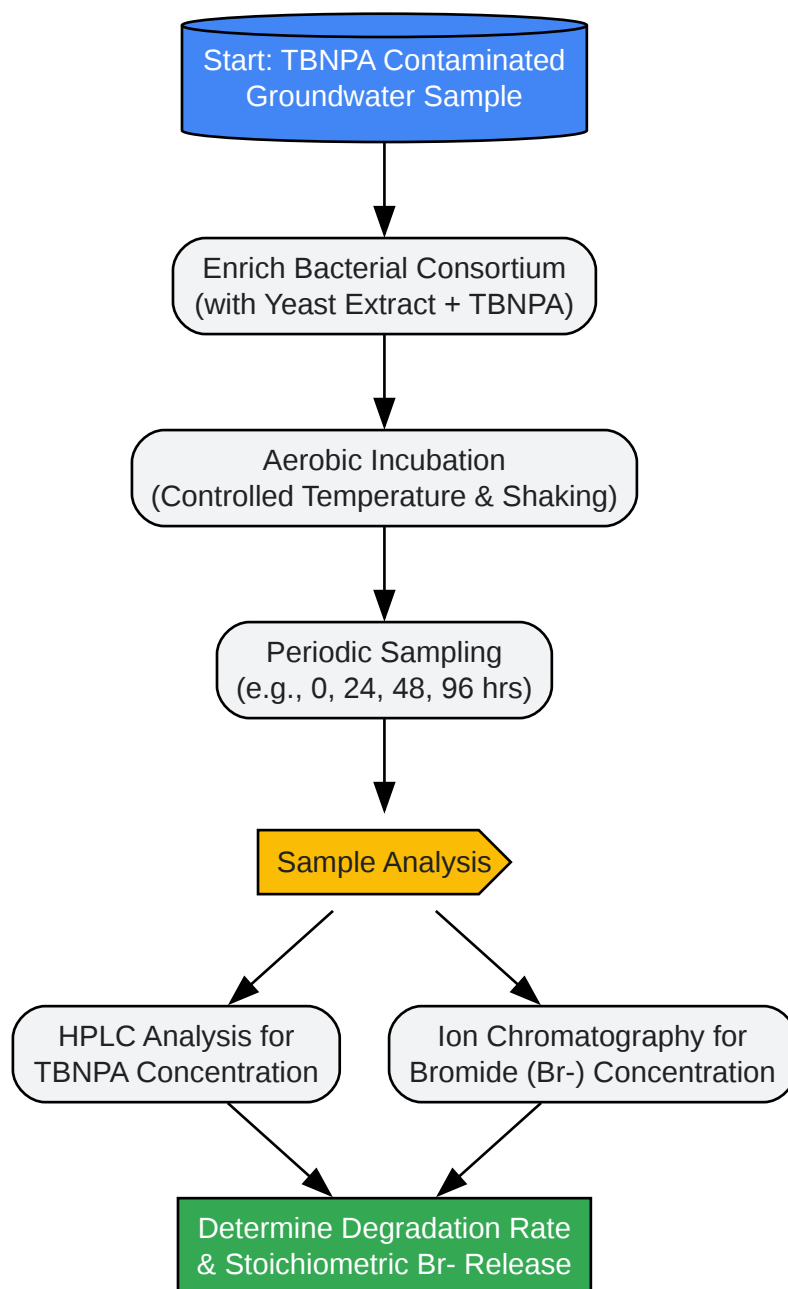 Start: TBNPA Contaminated
Groundwater Sample
Enrich Bacterial Consortium
(with Yeast Extract + TBNPA)
Aerobic Incubation
(Controlled Temperature & Shaking)
Periodic Sampling
(e.g., 0, 24, 48, 96 hrs)
Sample Analysis
HPLC Analysis for
TBNPA Concentration
Ion Chromatography for
Bromide (Br-) Concentration
Determine Degradation Rate
& Stoichiometric Br- Release